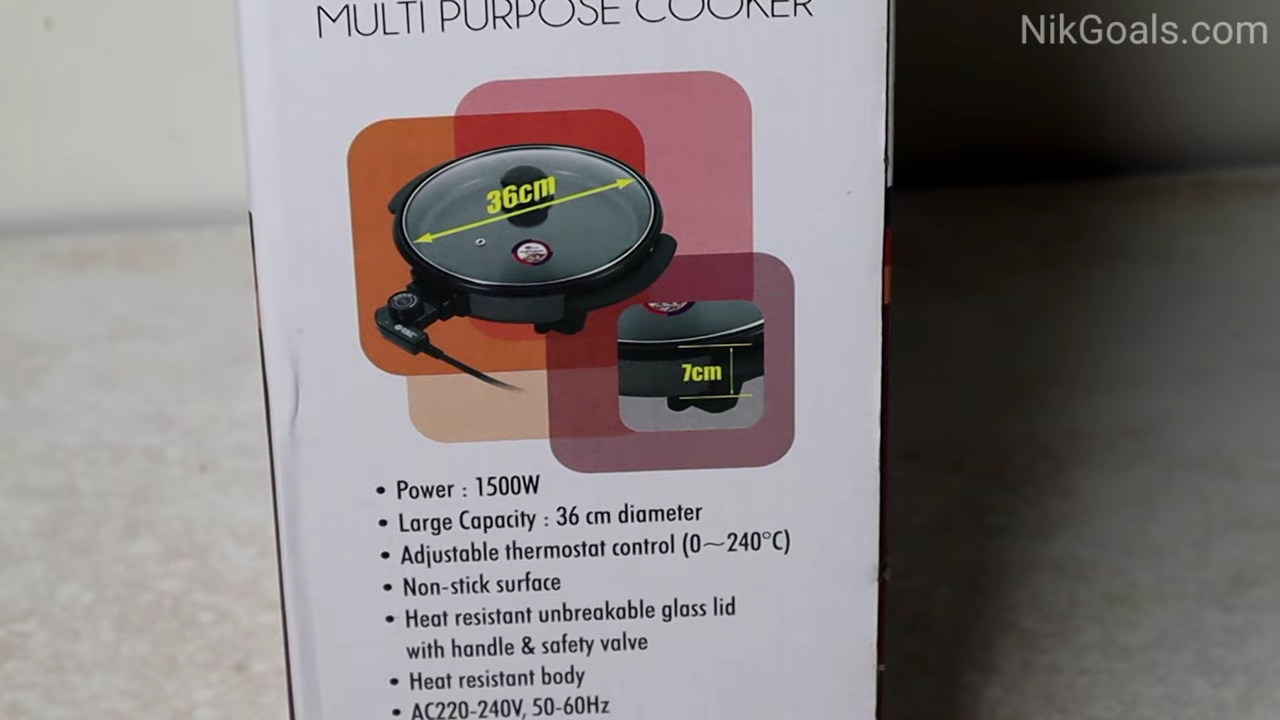 NikGoals.com
MULTI PURPOSE COOKER
36cm
7cm
• Power : 1500W
• Large Capacity : 36 cm diameter
• Adjustable thermostat control (0~240°C)
• Non-stick surface
• Heat resistant unbreakable glass lid
with handle & safety valve
• Heat resistant body
• AC220-240V, 50-60Hz